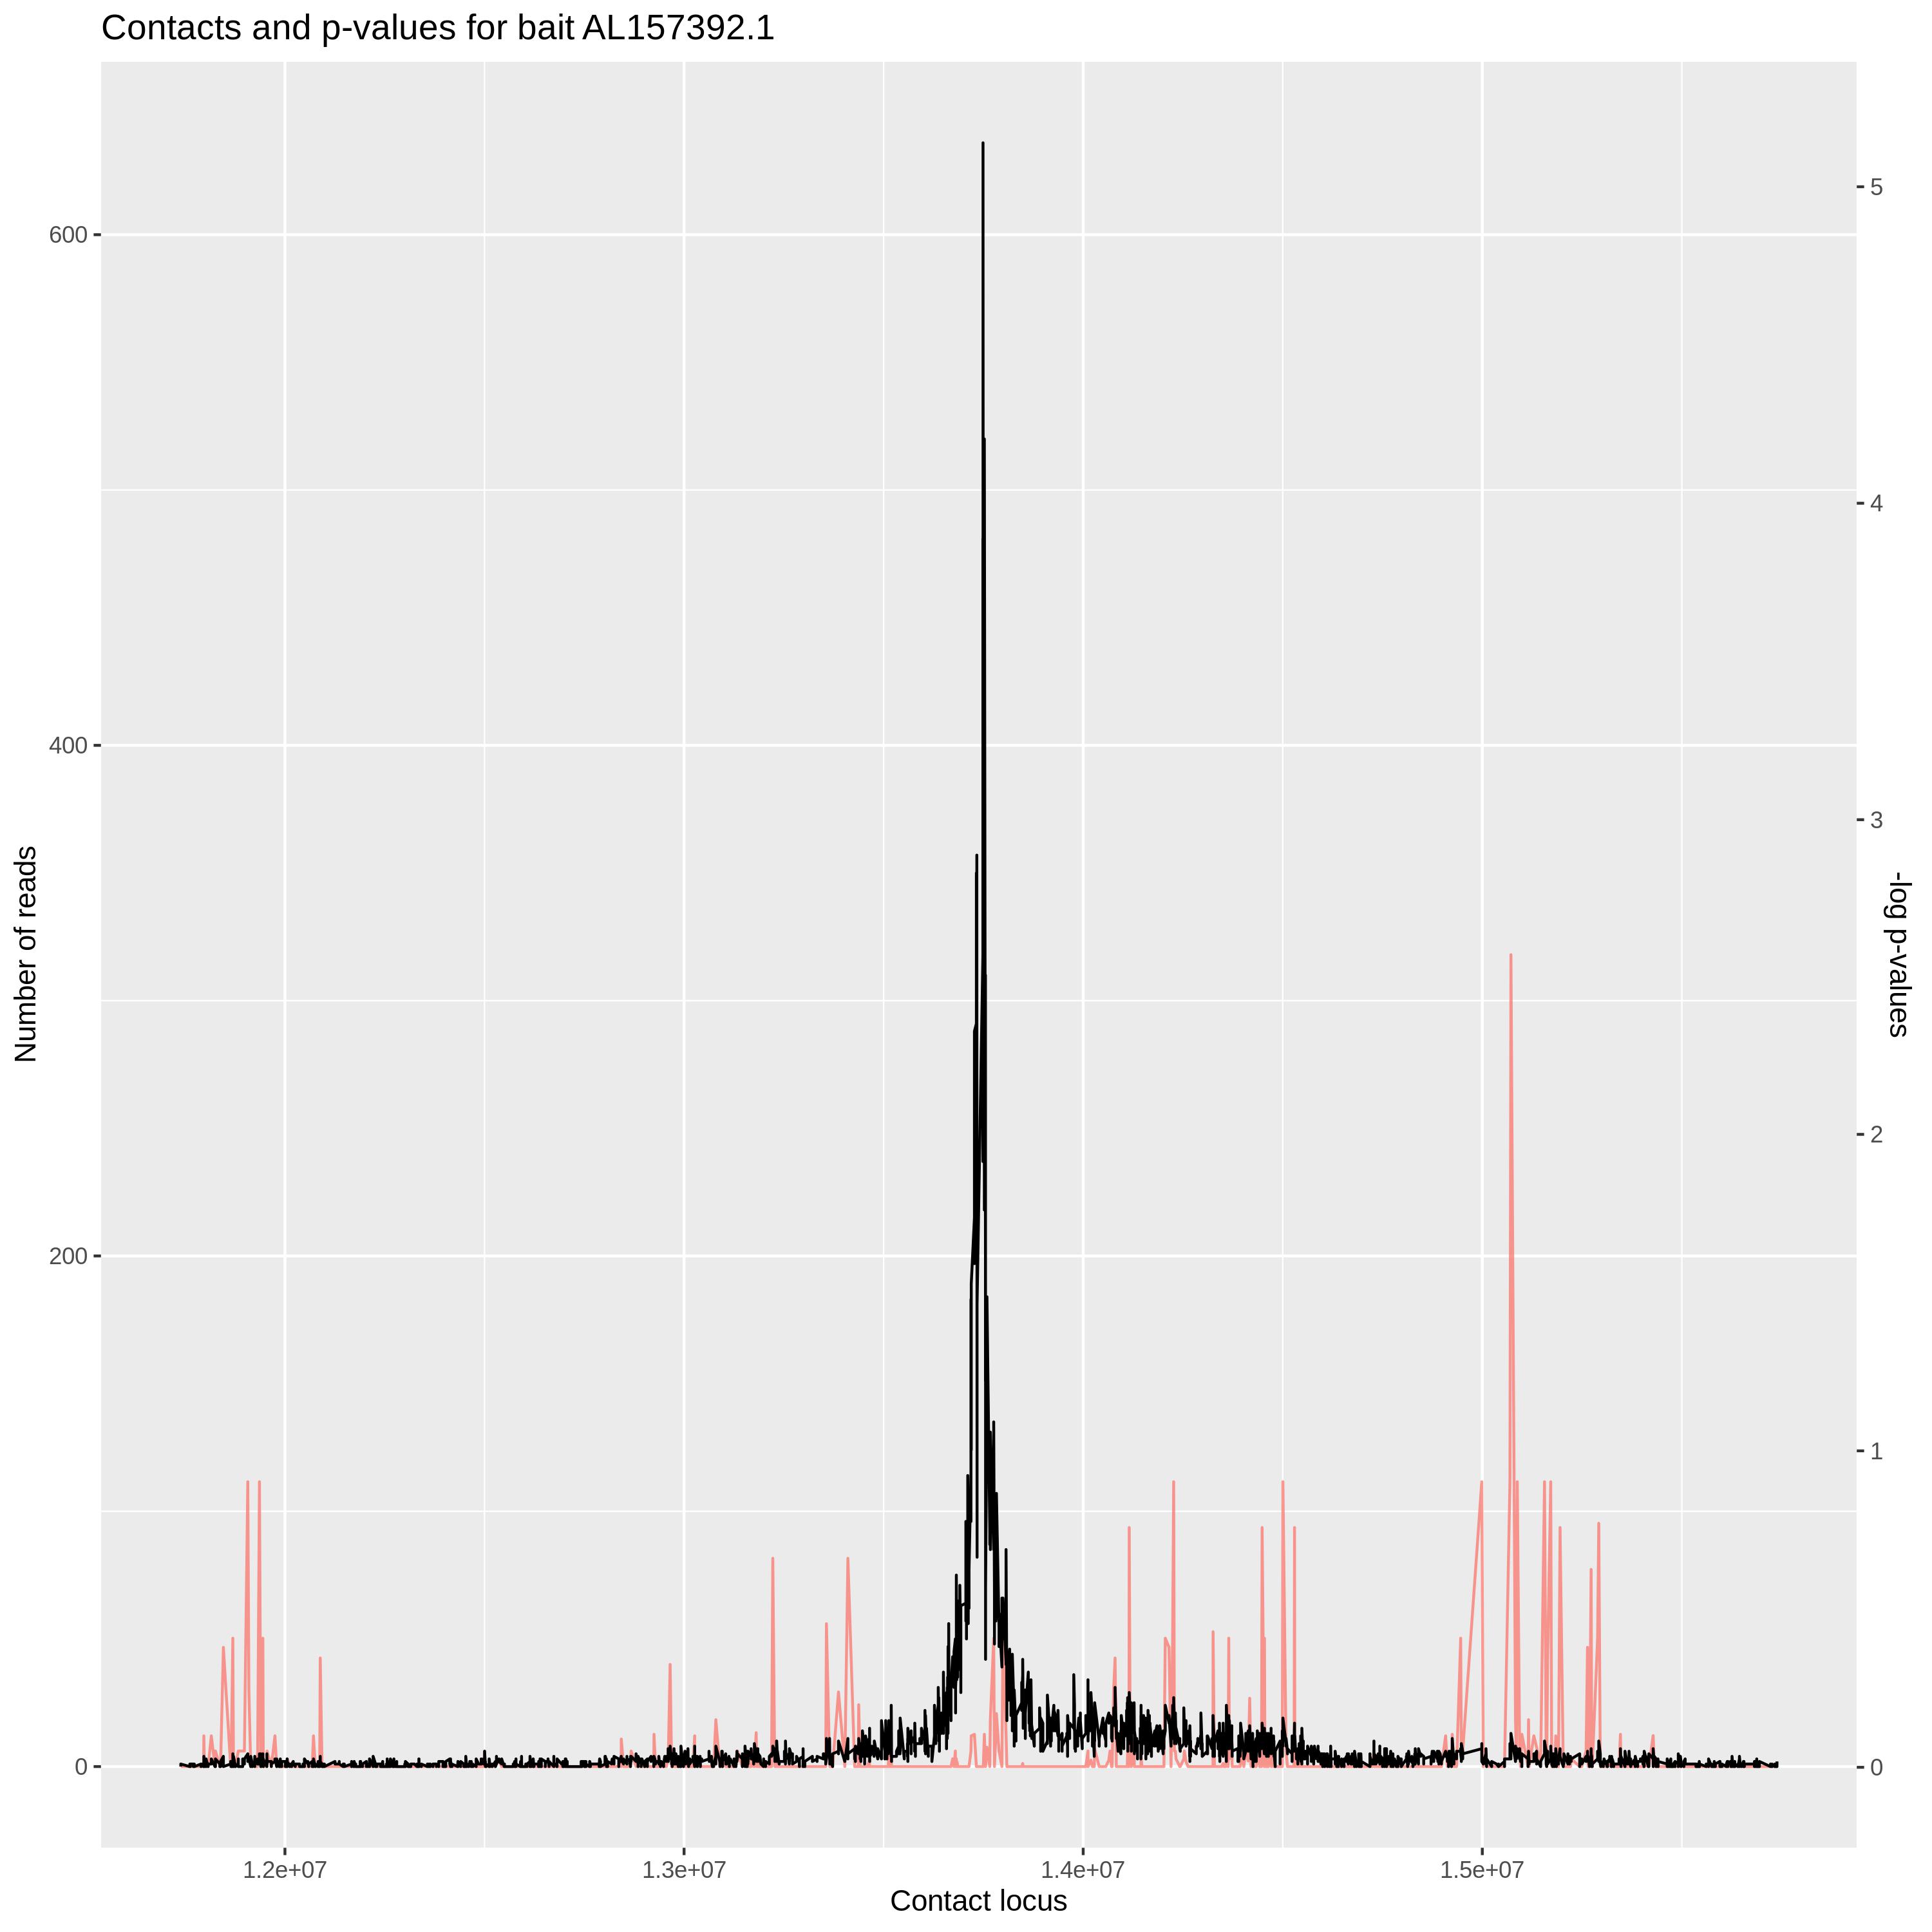 Contacts and p-values for bait AL157392.1
Number of reads
600
400
200
0
5
4
3
2
1
0
-log p-values
1.2e+07
1.3e+07
1.4e+07
1.5e+07
Contact locus